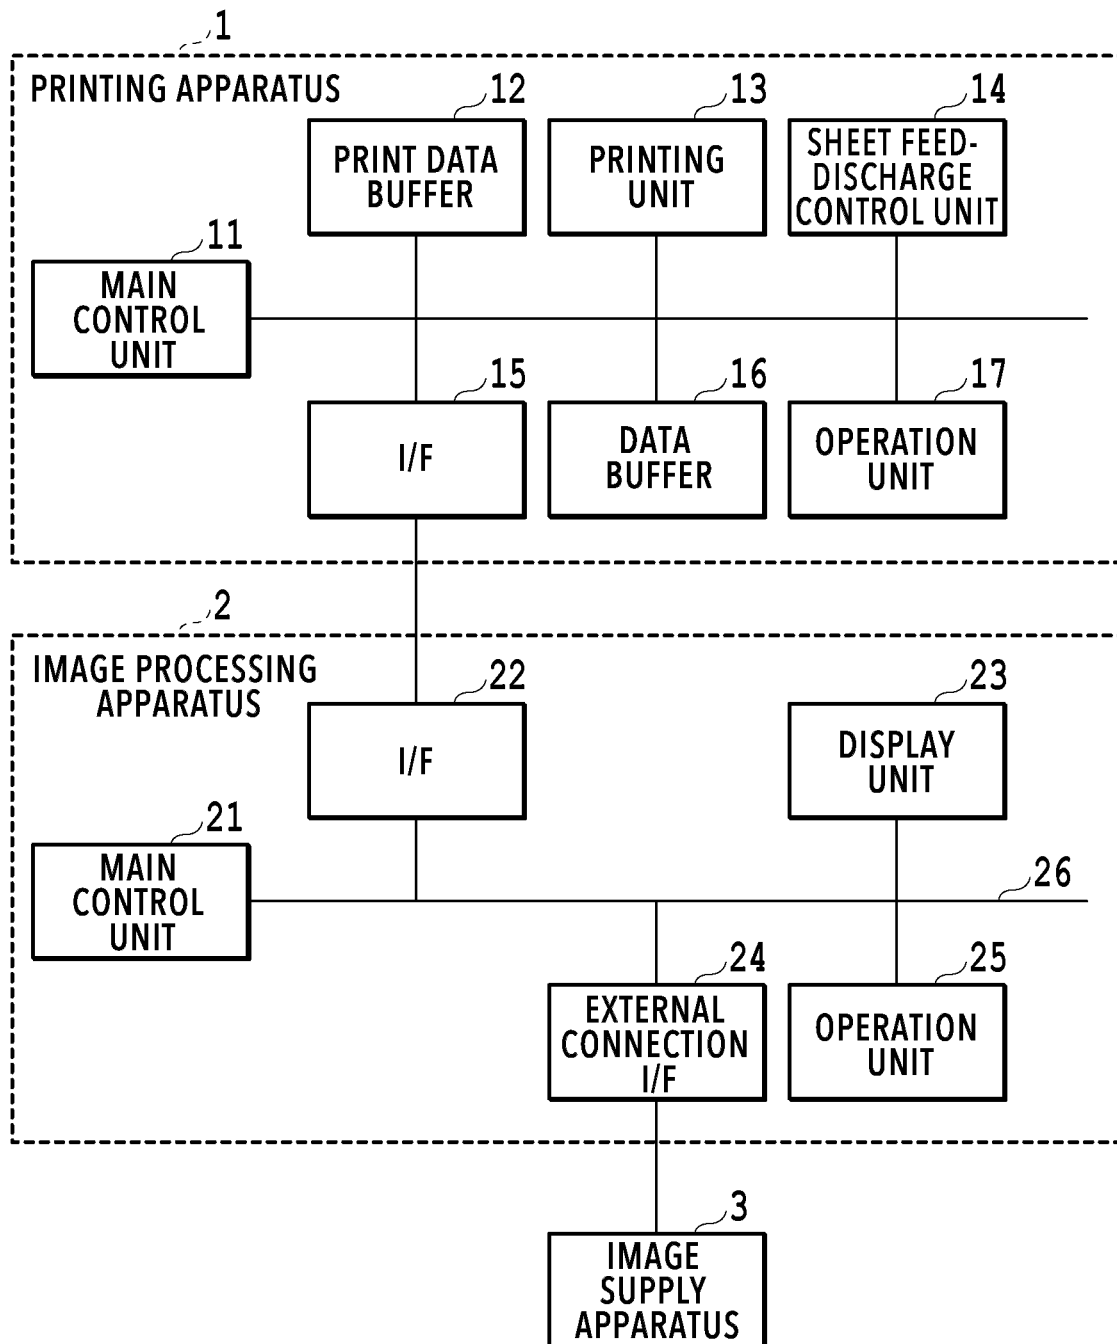 1
PRINTING APPARATUS
12
PRINT DATA
BUFFER
13
PRINTING
UNIT
14
SHEET FEED-
DISCHARGE
CONTROL UNIT
11
MAIN
CONTROL
UNIT
15
I/F
16
DATA
BUFFER
17
OPERATION
UNIT
2
IMAGE PROCESSING
APPARATUS
22
I/F
23
DISPLAY
UNIT
21
MAIN
CONTROL
UNIT
26
24
EXTERNAL
CONNECTION
I/F
25
OPERATION
UNIT
3
IMAGE
SUPPLY
APPARATUS